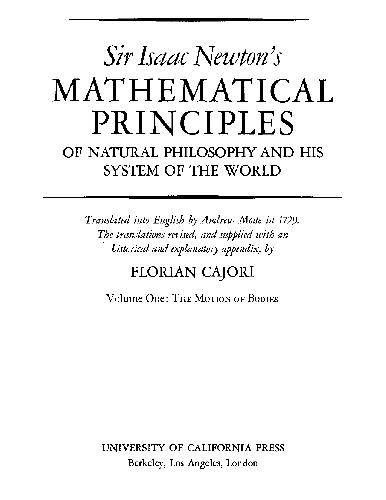 Sir Isaac Newton's
MATHEMATICAL
PRINCIPLES
OF NATURAL PHILOSOPHY AND HIS
SYSTEM OF THE WORLD
Translated into English by Andrew Motte in 1729.
The translations revised, and supplied with an
historical and explanatory appendix, by
FLORIAN CAJORI
Volume One: THE MOTION OF BODIES
UNIVERSITY OF CALIFORNIA PRESS
Berkeley, Los Angeles, London